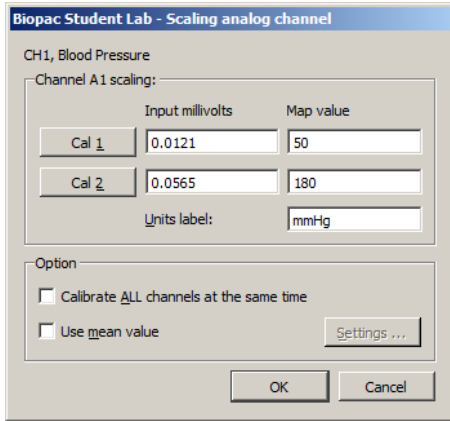 Biopac Student Lab - Scaling analog channel
CH1, Blood Pressure
Channel A1 scaling:
Input millivolts Map value
Cal 1 0.0121 50
Cal 2 0.0565 180
Units label: mmHg
Option
Calibrate ALL channels at the same time
Use mean value Settings ...
OK Cancel